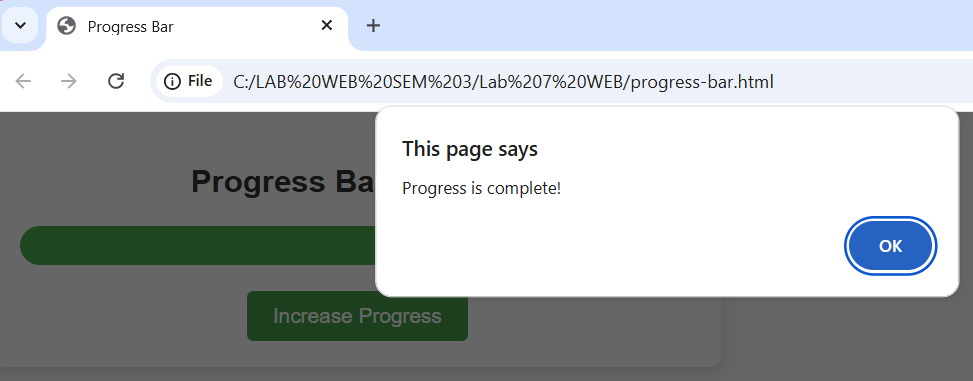 Progress Bar
File C:/LAB%20WEB%20SEM%203/Lab%207%20WEB/progress-bar.html
This page says
Progress is complete!
OK
Progress Ba
Increase Progress